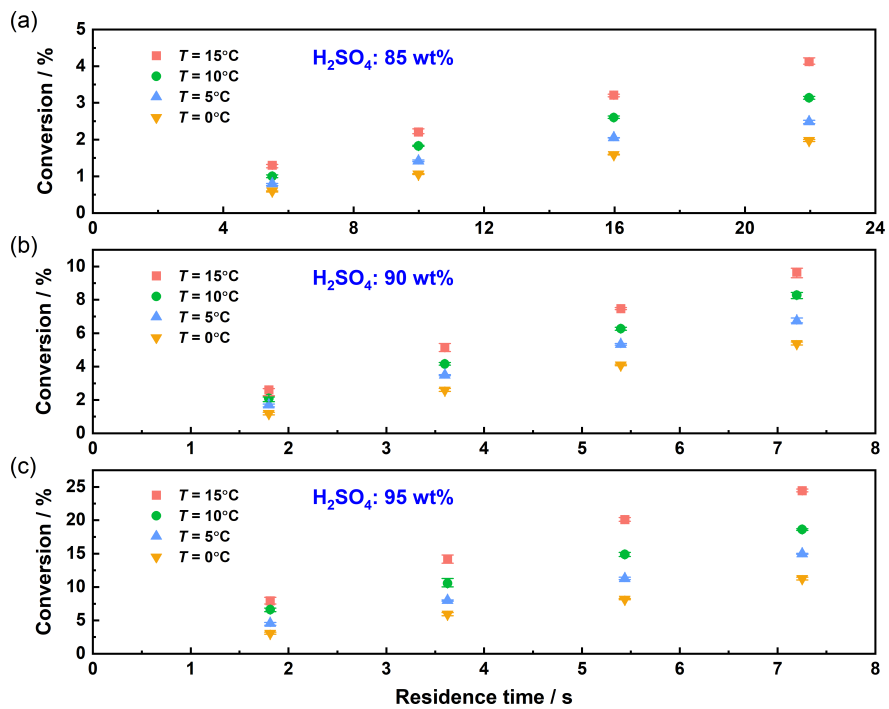 (a)
5
4
3
2
1
0
Conversion / %
T = 15°C
T = 10°C
T = 5°C
T = 0°C
H₂SO₄: 85 wt%
0 4 8 12 16 20 24
(b)
10
8
6
4
2
0
Conversion / %
T = 15°C
T = 10°C
T = 5°C
T = 0°C
H₂SO₄: 90 wt%
0 1 2 3 4 5 6 7 8
(c)
25
20
15
10
5
0
Conversion / %
T = 15°C
T = 10°C
T = 5°C
T = 0°C
H₂SO₄: 95 wt%
0 1 2 3 4 5 6 7 8
Residence time / s